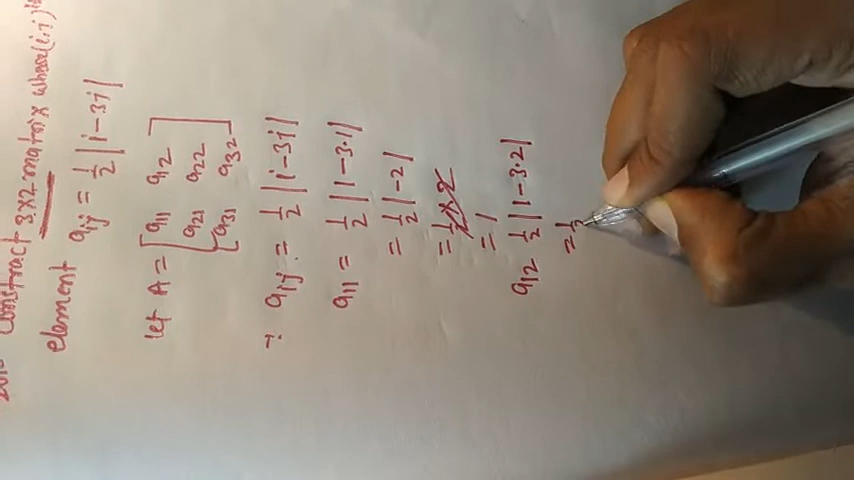 Construct 3x2 matrix whose (i,j)
element aij = 1/2 |i-3j|
let A = [a11 a12
a21 a22
a31 a32]
∵ aij = 1/2 |i-3j|
a11 = 1/2 |1-3·1|
= 1/2 |-2|
= 1/2 x 2
= 1
a12 1/2 |1-3·2|
= 1/2